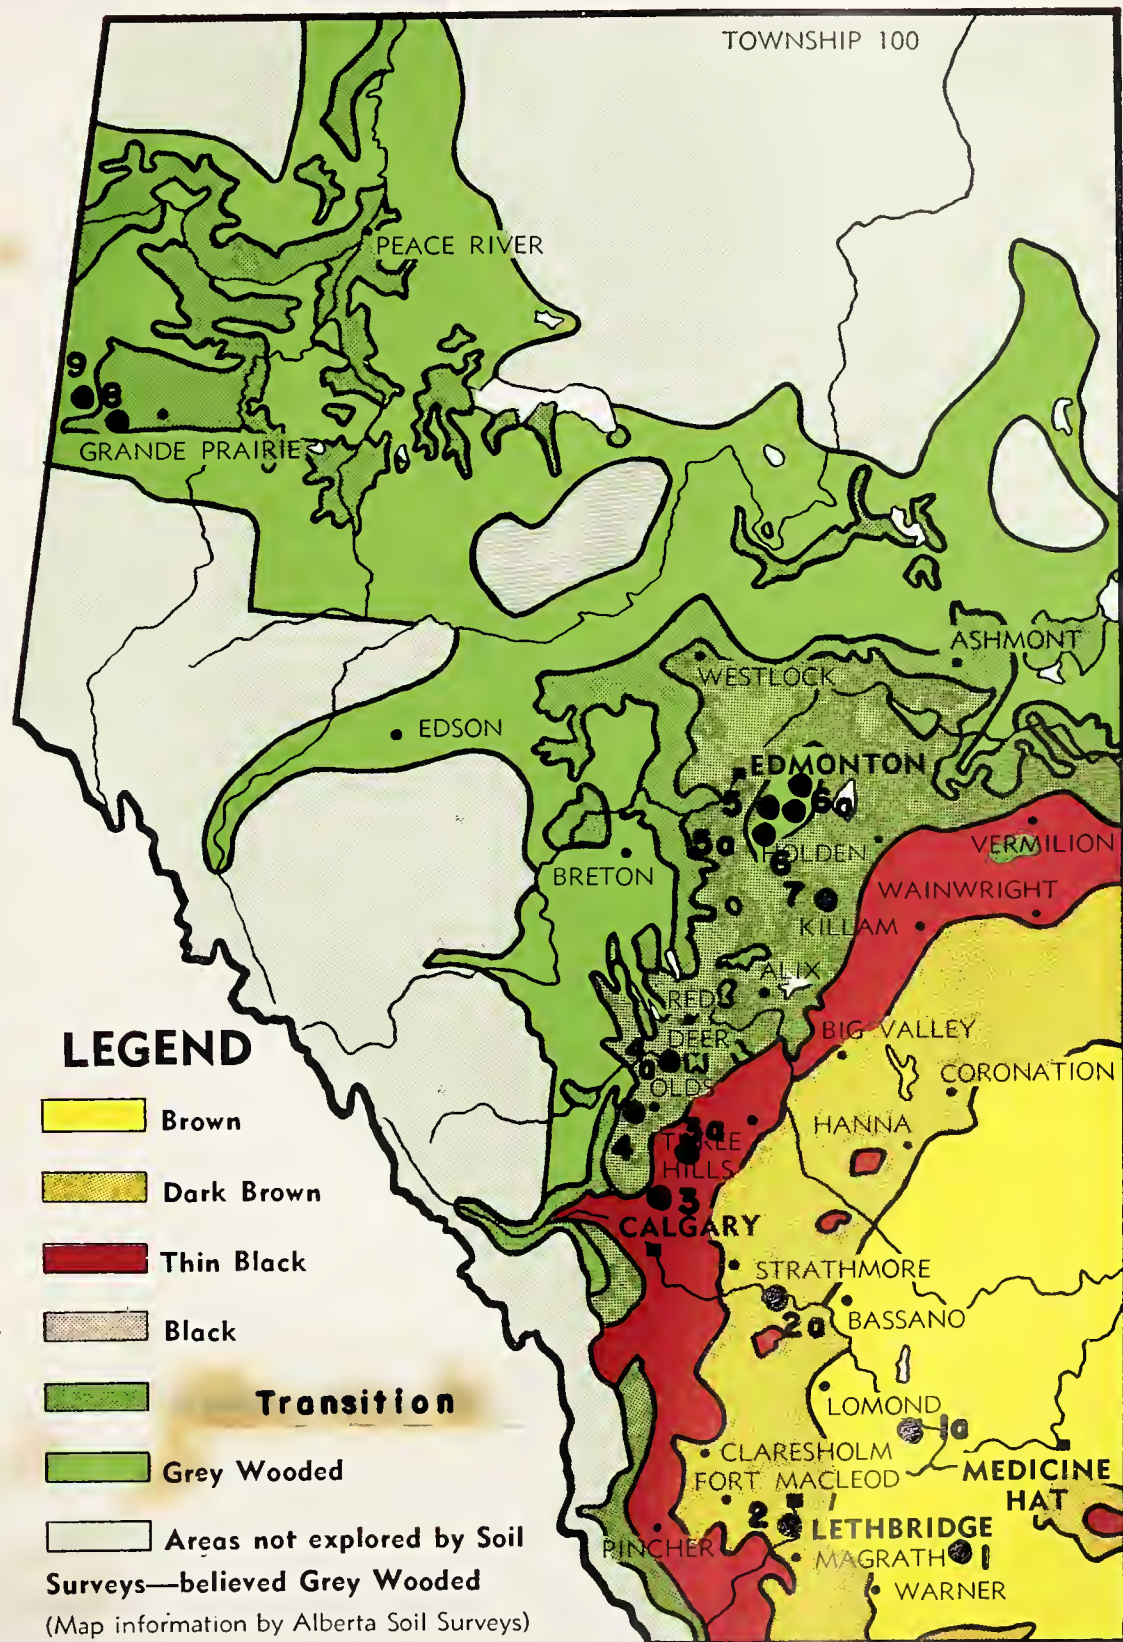 TOWNSHIP 100
PEACE RIVER
9
8
GRANDE PRAIRIE
ASHMONT
WESTLOCK
EDSON
EDMONTON
5
6a
5a
HOLDEN
6
VERMILION
BRETON
7
WAINWRIGHT
KILLAM
ALIX
RED
DEER
BIG VALLEY
OLDS
CORONATION
4
HANNA
3a
THREE
HILLS
3
CALGARY
STRATHMORE
2a
BASSANO
LOMOND
1a
CLARESHOLM
FORT MACLEOD
MEDICINE
HAT
2
LETHBRIDGE
PINCHER
MAGRATH
1
WARNER
LEGEND
Brown
Dark Brown
Thin Black
Black
Transition
Grey Wooded
Areas not explored by Soil
Surveys—believed Grey Wooded
(Map information by Alberta Soil Surveys)